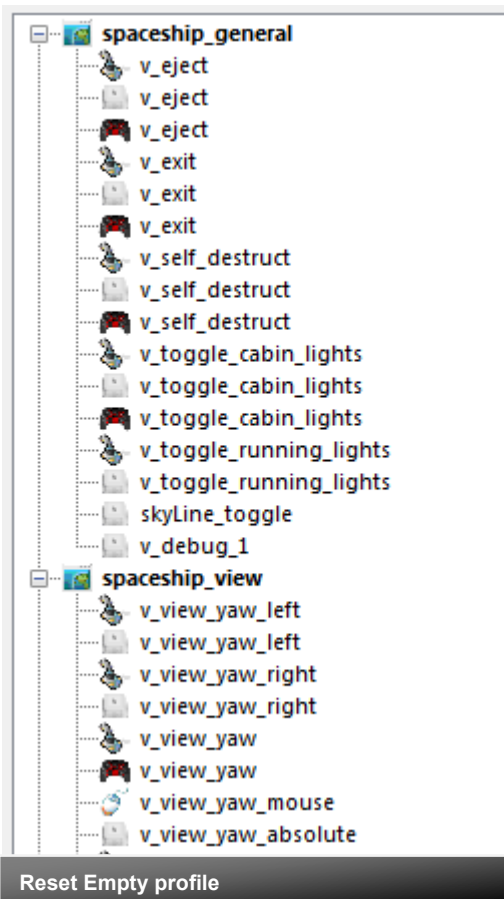 spaceship_general
v_eject
v_eject
v_eject
v_exit
v_exit
v_exit
v_self_destruct
v_self_destruct
v_self_destruct
v_toggle_cabin_lights
v_toggle_cabin_lights
v_toggle_cabin_lights
v_toggle_running_lights
v_toggle_running_lights
skyLine_toggle
v_debug_1
spaceship_view
v_view_yaw_left
v_view_yaw_left
v_view_yaw_right
v_view_yaw_right
v_view_yaw
v_view_yaw
v_view_yaw_mouse
v_view_yaw_absolute
Reset Empty profile